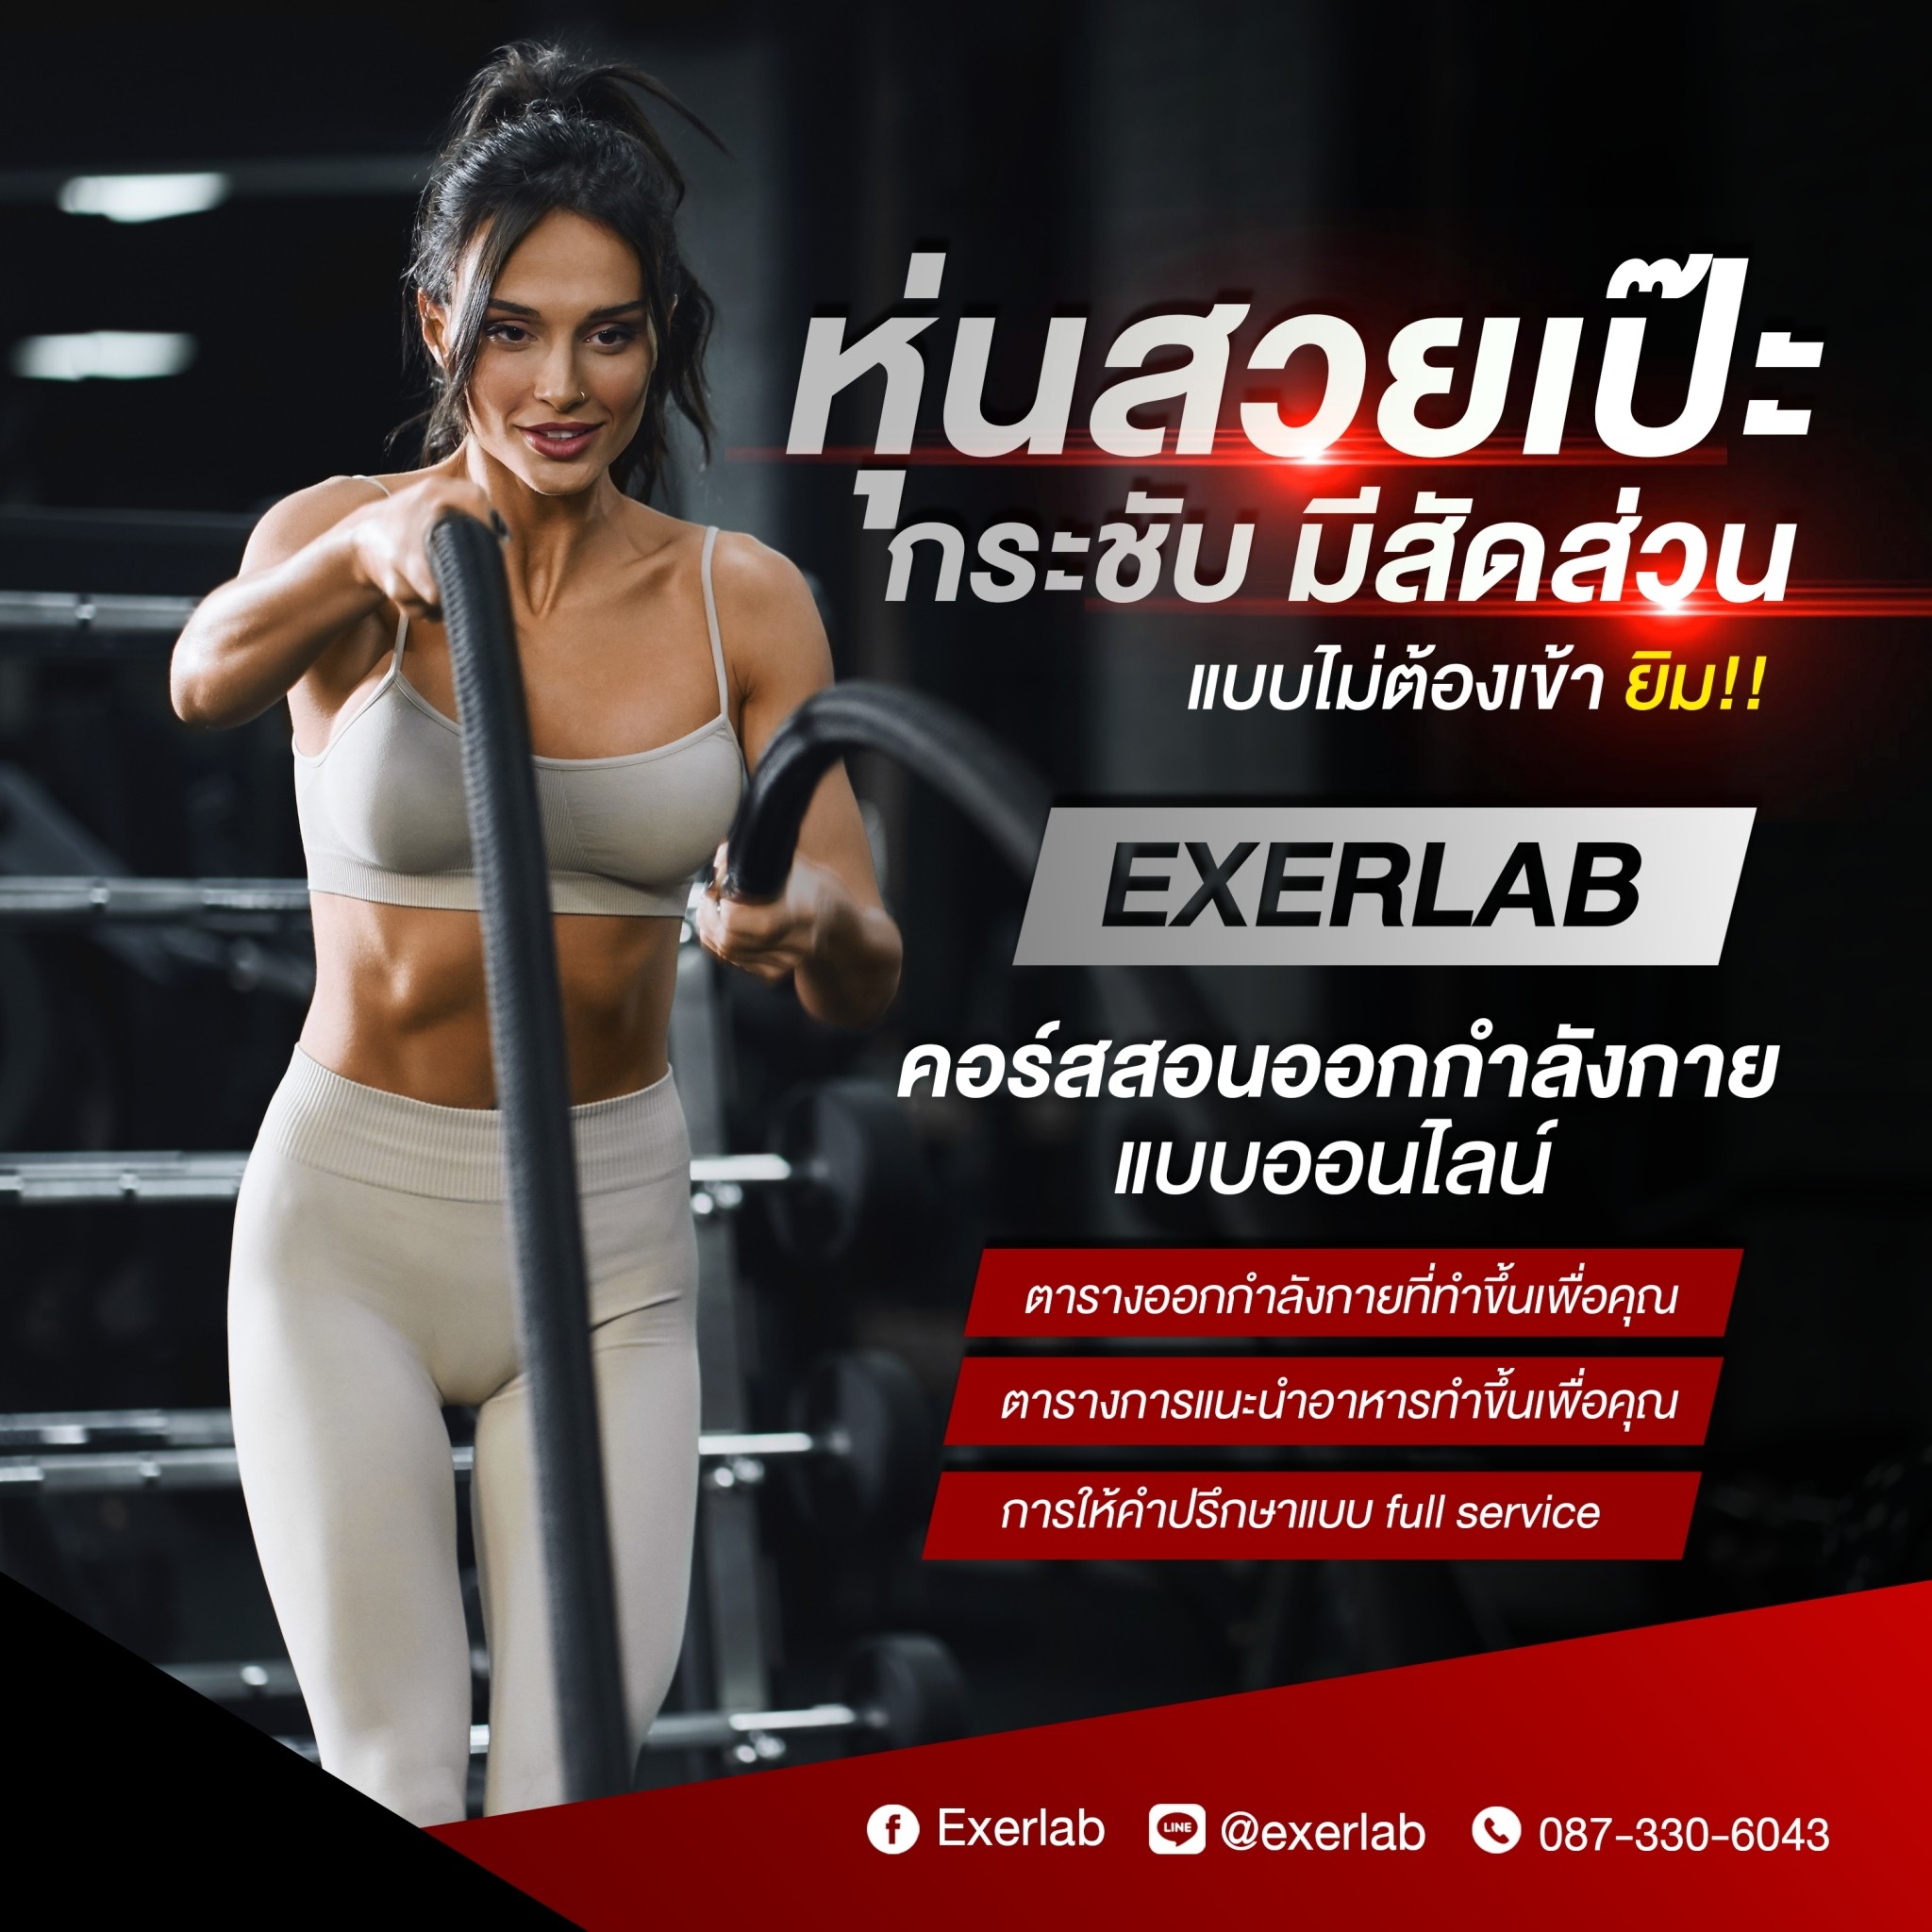 หุ่นสวยเป๊ะ
กระชับ มีสัดส่วน
แบบไม่ต้องเข้า ยิม!!
EXERLAB
คอร์สสอนออกกำลังกาย
แบบออนไลน์
ตารางออกกำลังกายที่ทำขึ้นเพื่อคุณ
ตารางการแนะนำอาหารทำขึ้นเพื่อคุณ
การให้คำปรึกษาแบบ full service
f Exerlab LINE @exerlab 087-330-6043